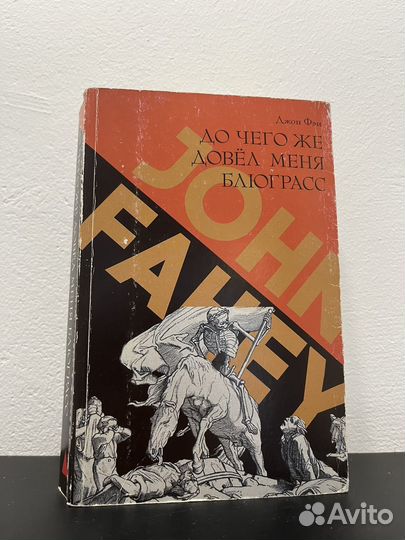 Джон Фэи
ДО ЧЕГО ЖЕ
ДОВЁЛ МЕНЯ
БЛЮГРАСС
JOHN
FAHEY
Avito